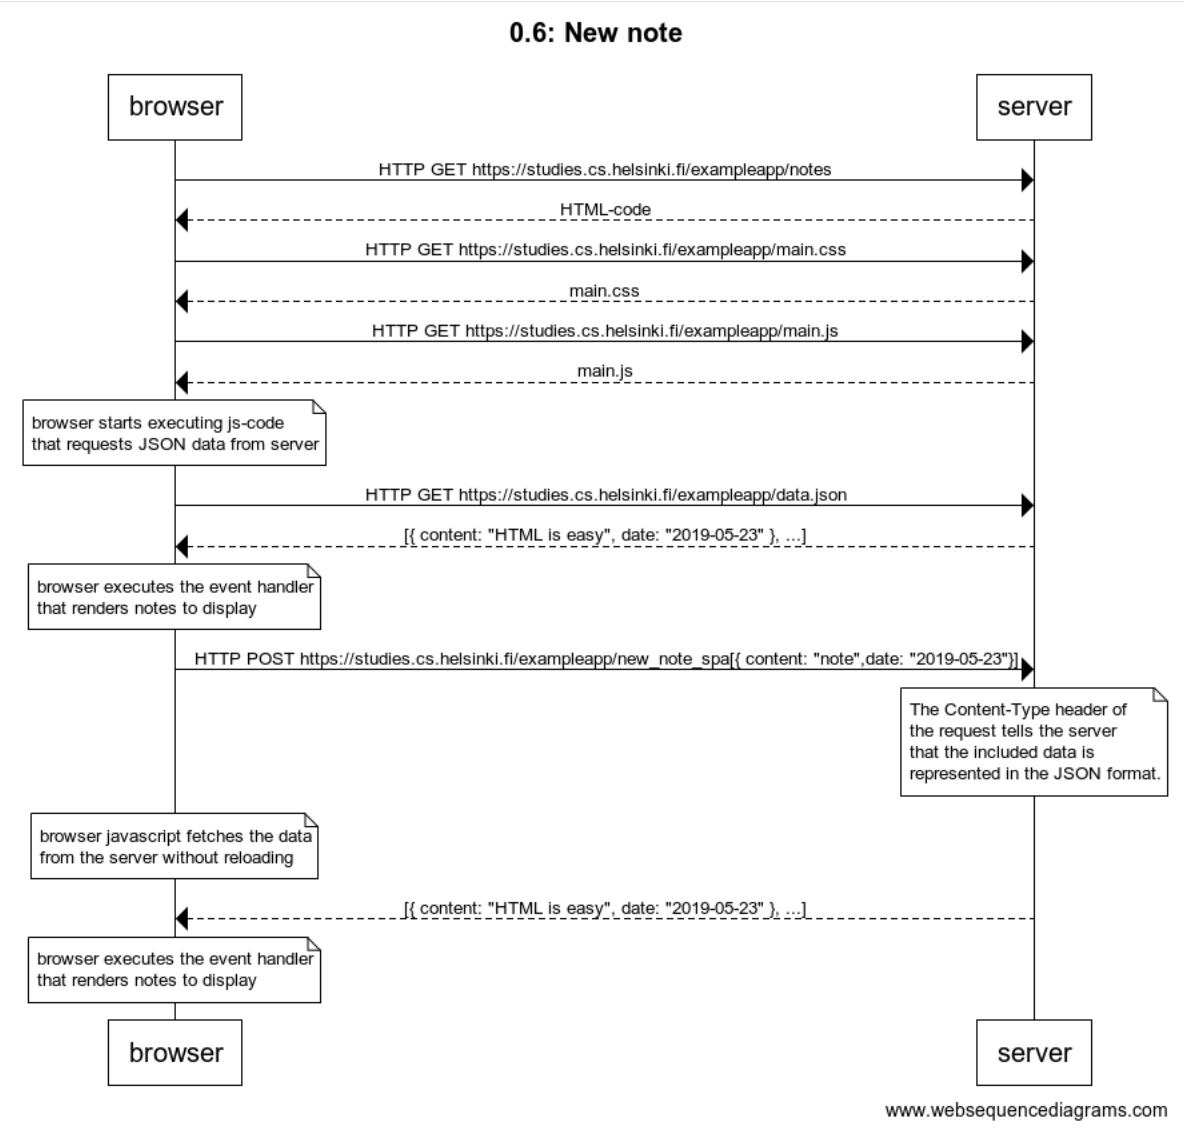 0.6: New note
browser
server
HTTP GET https://studies.cs.helsinki.fi/exampleapp/notes
HTML-code
HTTP GET https://studies.cs.helsinki.fi/exampleapp/main.css
main.css
HTTP GET https://studies.cs.helsinki.fi/exampleapp/main.js
main.js
browser starts executing js-code
that requests JSON data from server
HTTP GET https://studies.cs.helsinki.fi/exampleapp/data.json
[{ content: "HTML is easy", date: "2019-05-23" }, ...]
browser executes the event handler
that renders notes to display
HTTP POST https://studies.cs.helsinki.fi/exampleapp/new_note_spa[{ content: "note",date: "2019-05-23"}]
The Content-Type header of
the request tells the server
that the included data is
represented in the JSON format.
browser javascript fetches the data
from the server without reloading
[{ content: "HTML is easy", date: "2019-05-23" }, ...]
browser executes the event handler
that renders notes to display
browser
server
www.websequencediagrams.com